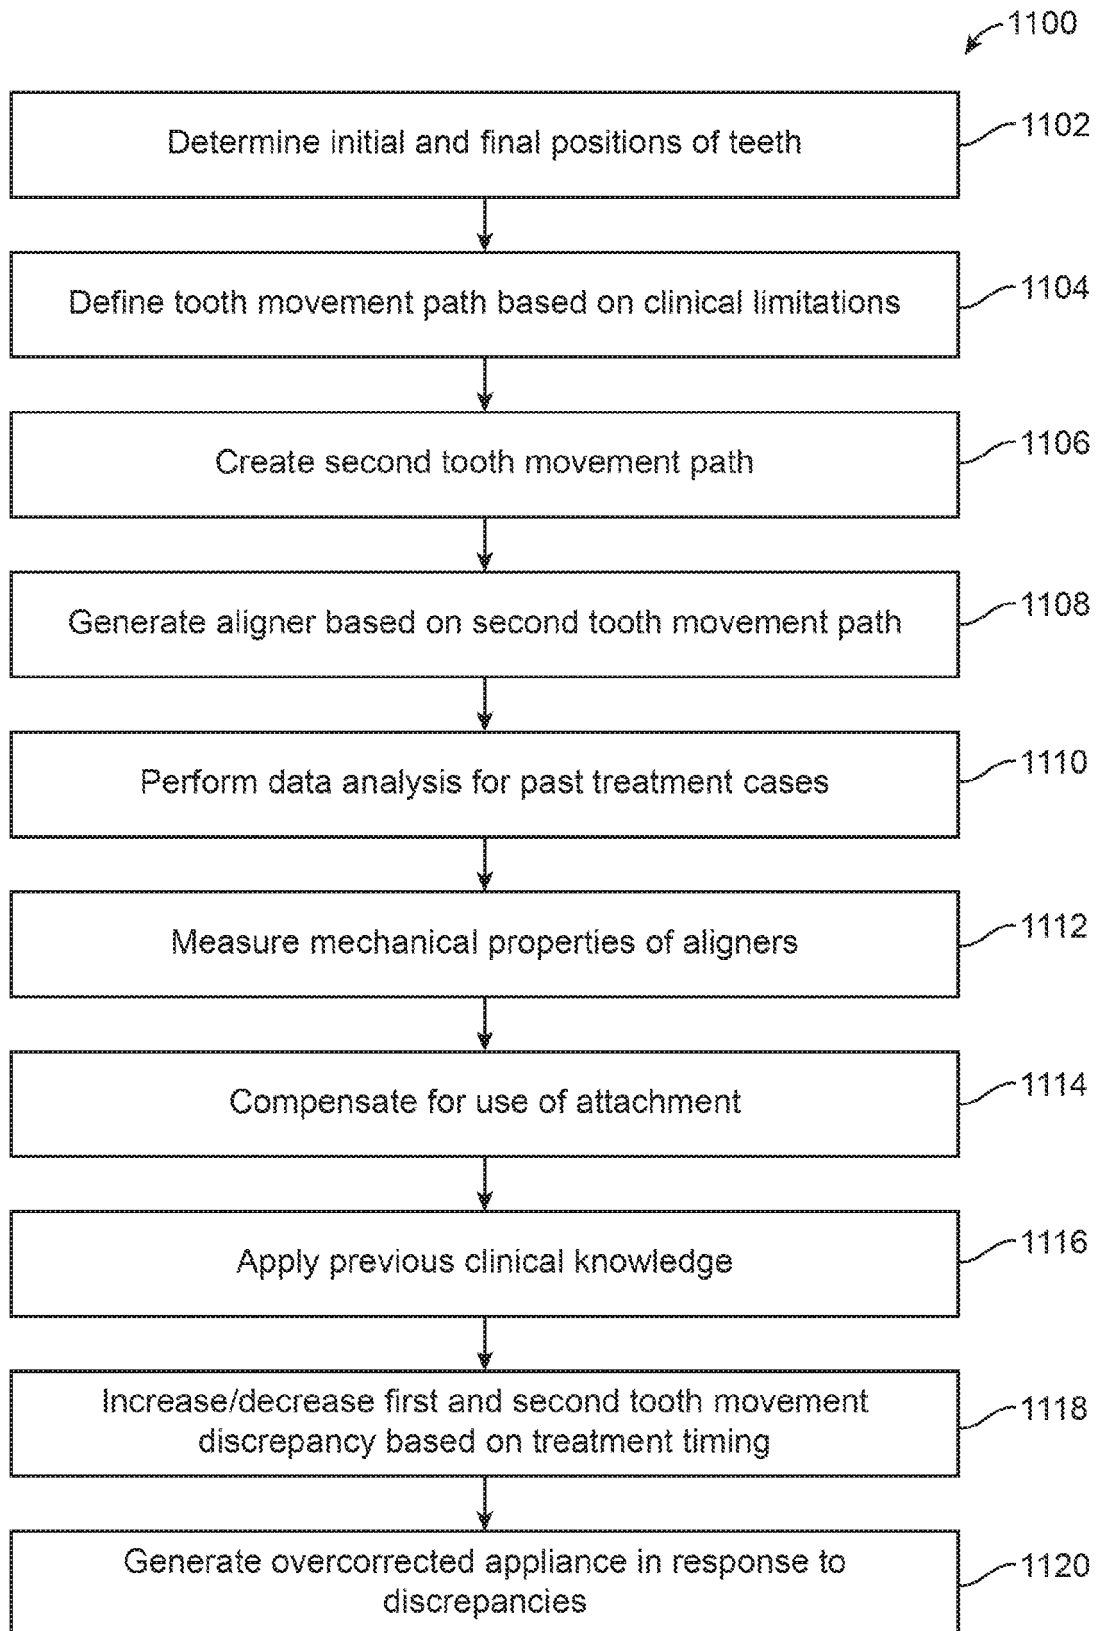 1100
Determine initial and final positions of teeth
1102
Define tooth movement path based on clinical limitations
1104
Create second tooth movement path
1106
Generate aligner based on second tooth movement path
1108
Perform data analysis for past treatment cases
1110
Measure mechanical properties of aligners
1112
Compensate for use of attachment
1114
Apply previous clinical knowledge
1116
Increase/decrease first and second tooth movement
discrepancy based on treatment timing
1118
Generate overcorrected appliance in response to
discrepancies
1120